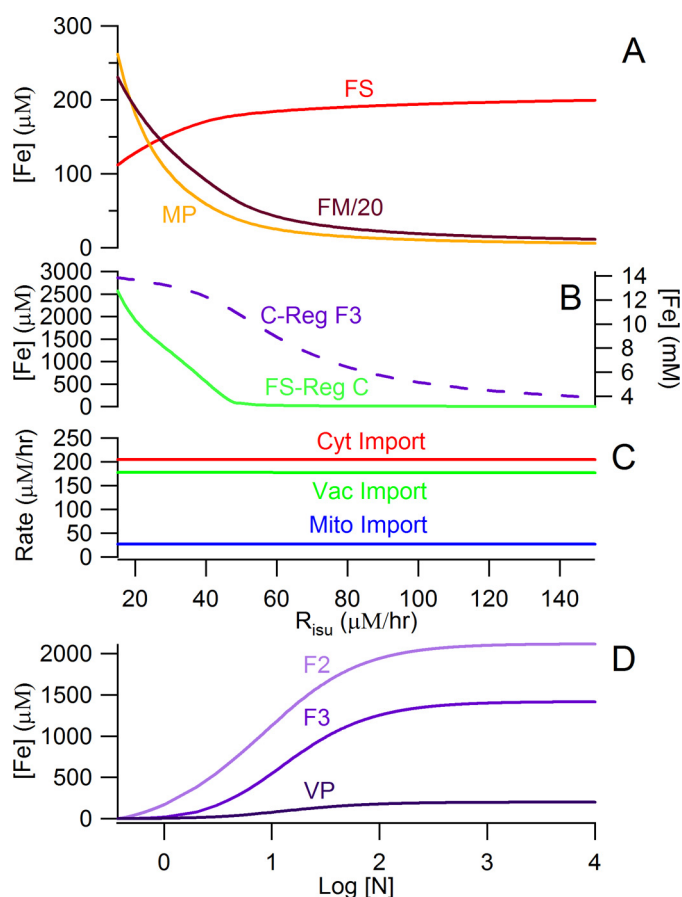 300
200
100
0
[Fe] (μM)
A
FS
MP
FM/20
3000
2500
2000
1500
1000
500
0
[Fe] (μM)
B
C-Reg F3
FS-Reg C
14
12
10
8
6
4
[Fe] (mM)
250
200
150
100
50
0
Rate (μM/hr)
C
Cyt Import
Vac Import
Mito Import
20 40 60 80 100 120 140
Risu (μM/hr)
2000
1500
1000
500
0
[Fe] (μM)
D
F2
F3
VP
0 1 2 3 4
Log [N]